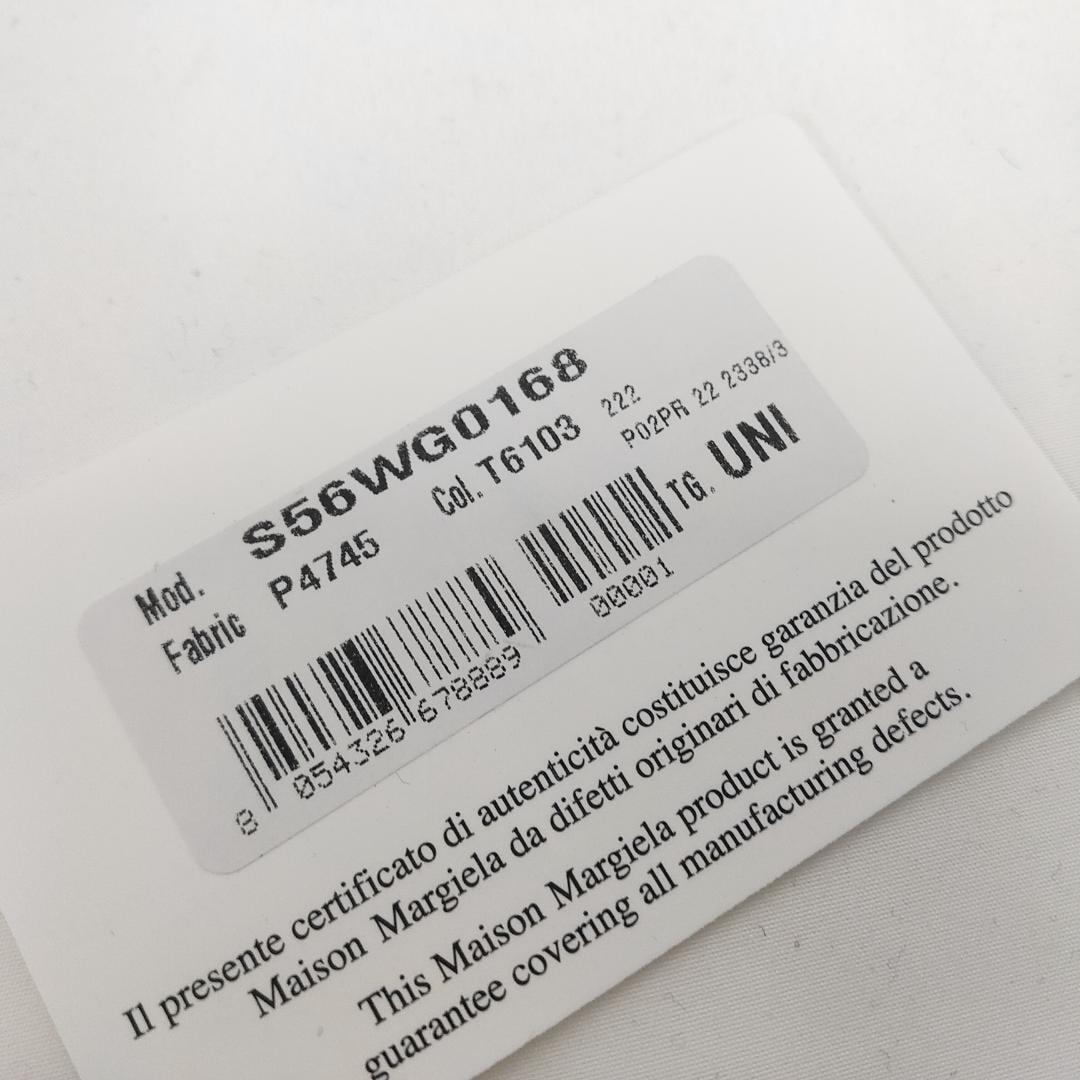 Mod. S56WG0168
Fabric P4745 Col. T6103 222
P02PR 22 2338/3
TG. UNI
8 054326 678889 00001
Il presente certificato di autenticità costituisce garanzia del prodotto
Maison Margiela da difetti originari di fabbricazione.
This Maison Margiela product is granted a
guarantee covering all manufacturing defects.